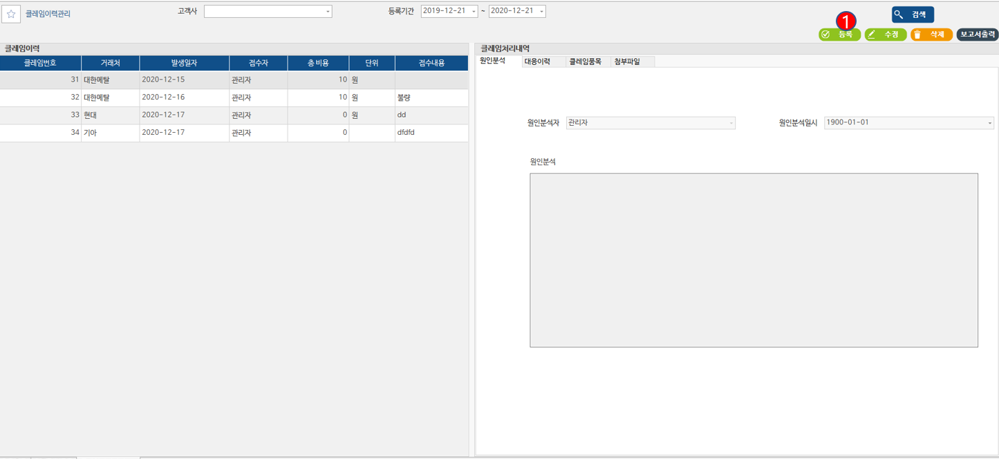 클레임이력관리
고객사
등록기간 2019-12-21 ~ 2020-12-21
검색
1
등록 수정 삭제 보고서출력
클레임이력
클레임번호 거래처 발생일자 접수자 총 비용 단위 접수내용
31 대한메탈 2020-12-15 관리자 10 원
32 대한메탈 2020-12-16 관리자 10 원 불량
33 현대 2020-12-17 관리자 0 원 dd
34 기아 2020-12-17 관리자 0 dfdfd
클레임처리내역
원인분석 대응이력 클레임품목 첨부파일
원인분석자 관리자 원인분석일시 1900-01-01
원인분석